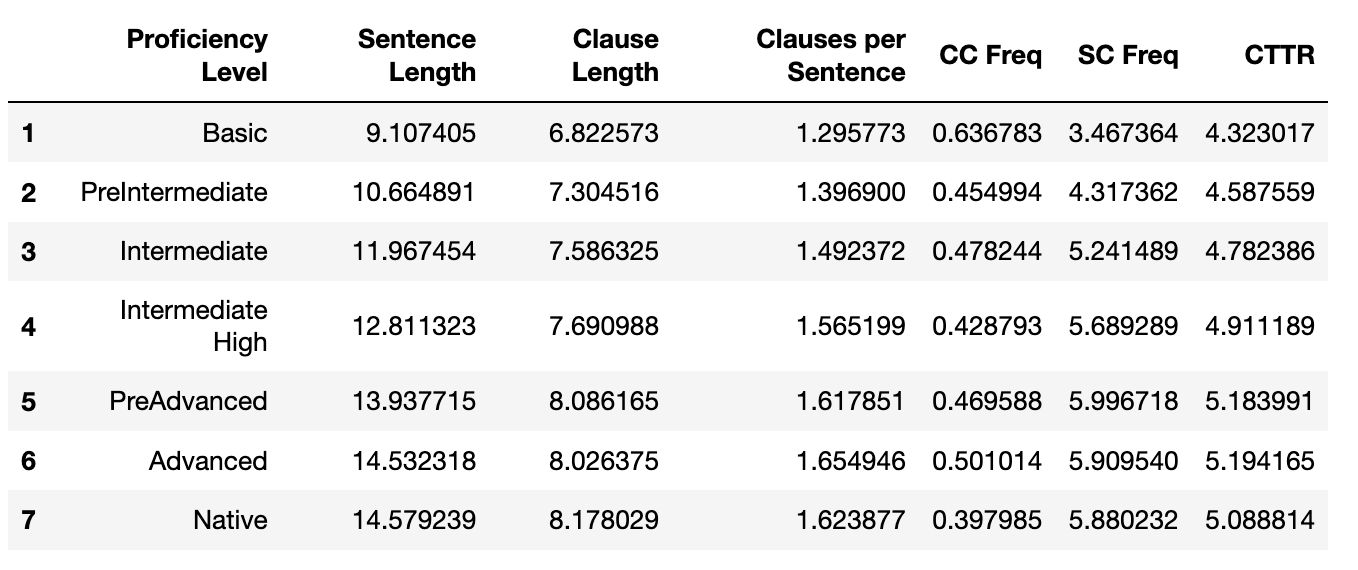 Proficiency Level Sentence Length Clause Length Clauses per Sentence CC Freq SC Freq CTTR
1 Basic 9.107405 6.822573 1.295773 0.636783 3.467364 4.323017
2 PreIntermediate 10.664891 7.304516 1.396900 0.454994 4.317362 4.587559
3 Intermediate 11.967454 7.586325 1.492372 0.478244 5.241489 4.782386
4 Intermediate High 12.811323 7.690988 1.565199 0.428793 5.689289 4.911189
5 PreAdvanced 13.937715 8.086165 1.617851 0.469588 5.996718 5.183991
6 Advanced 14.532318 8.026375 1.654946 0.501014 5.909540 5.194165
7 Native 14.579239 8.178029 1.623877 0.397985 5.880232 5.088814